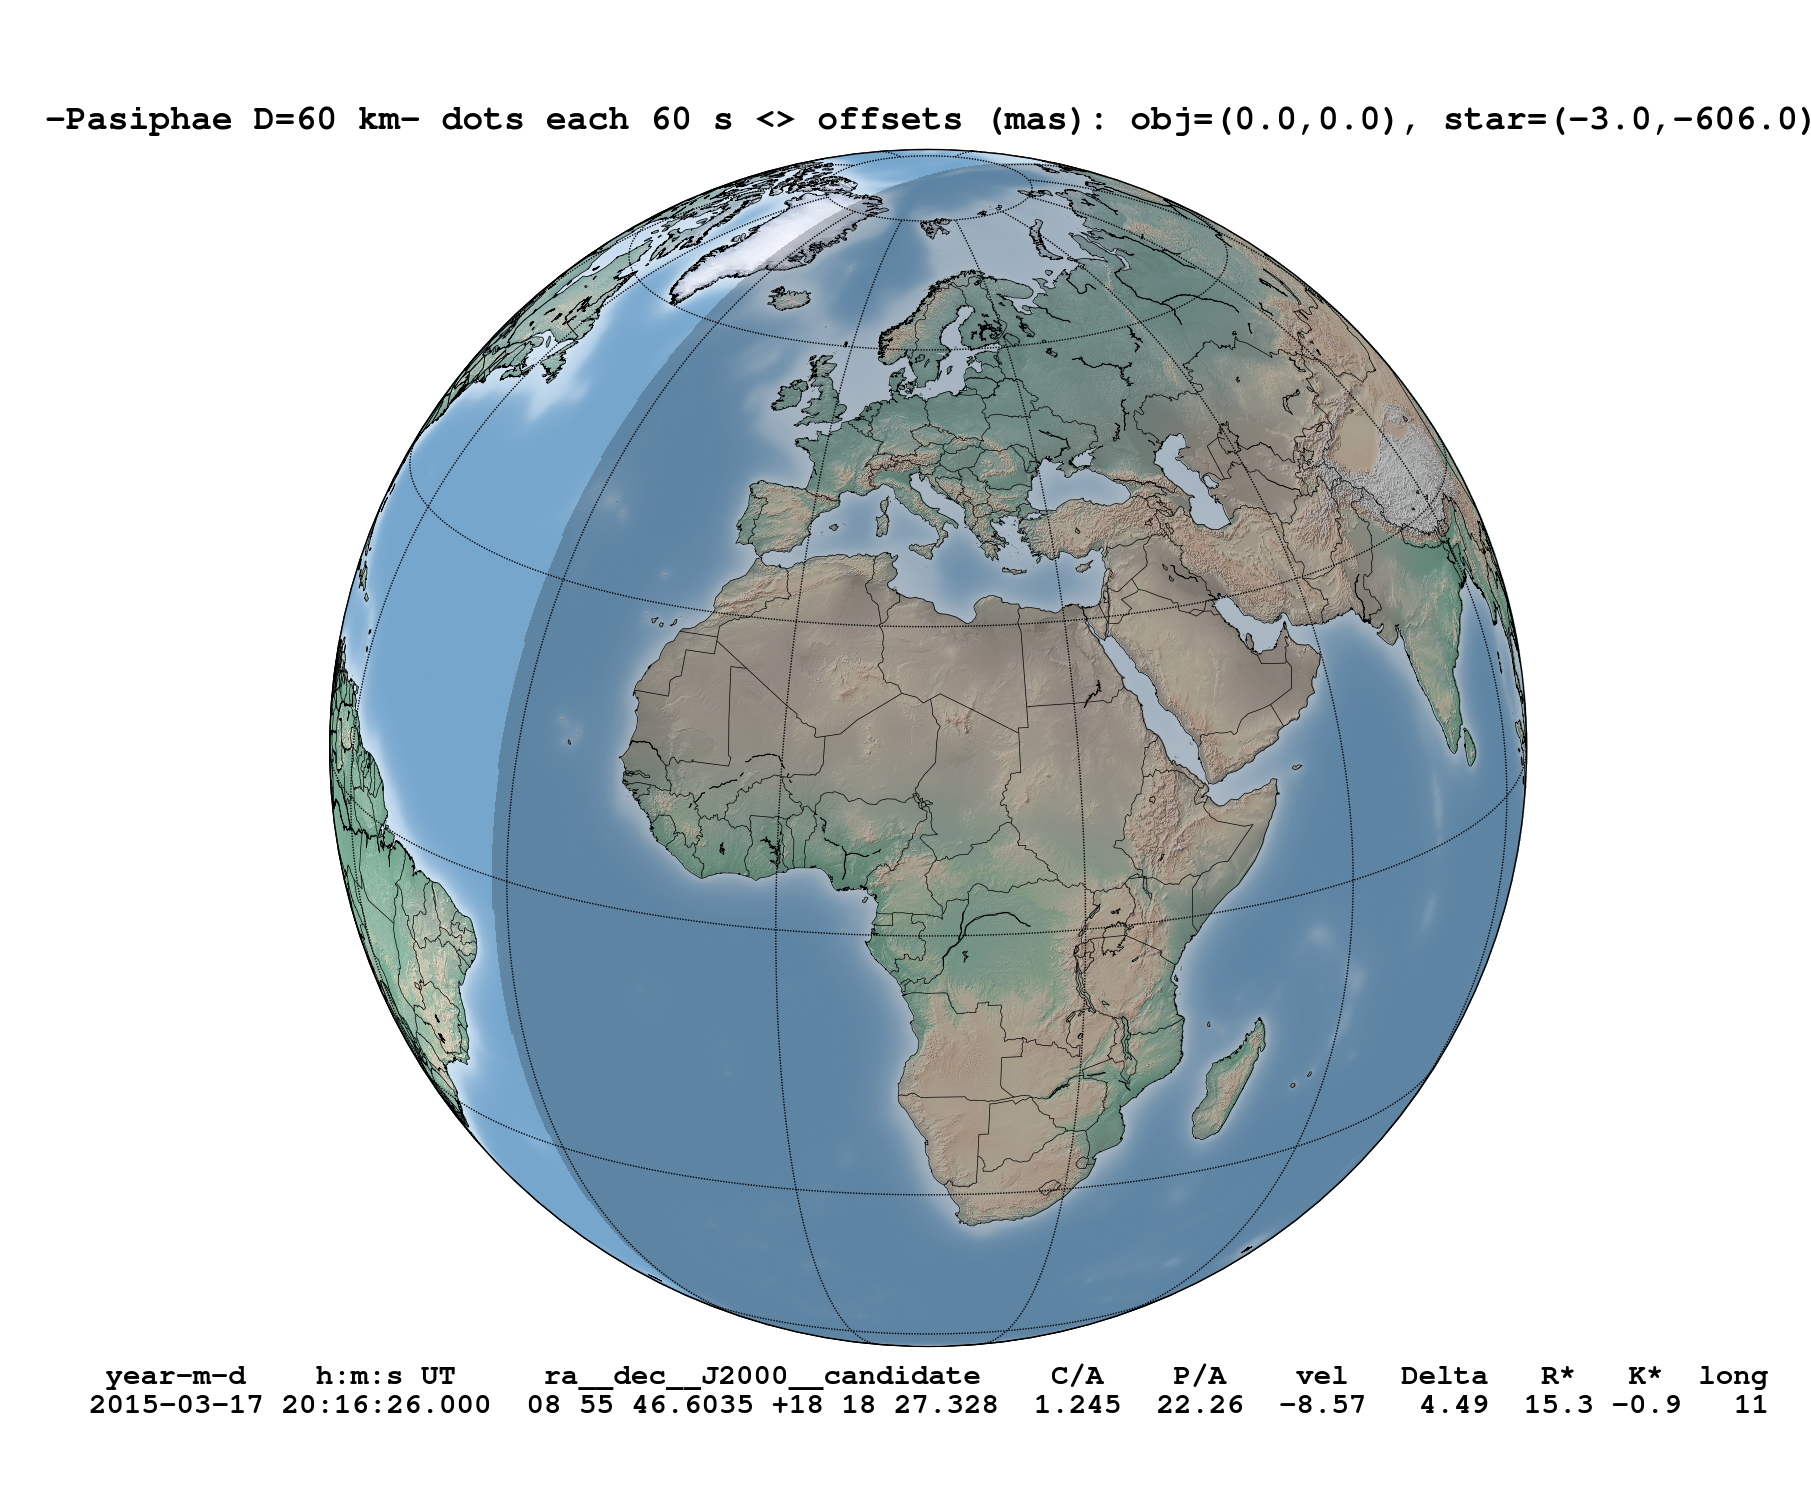 -Pasiphae D=60 km- dots each 60 s <> offsets (mas): obj=(0.0,0.0), star=(-3.0,-606.0)
year-m-d h:m:s UT ra__dec__J2000__candidate C/A P/A vel Delta R* K* long
2015-03-17 20:16:26.000 08 55 46.6035 +18 18 27.328 1.245 22.26 -8.57 4.49 15.3 -0.9 11